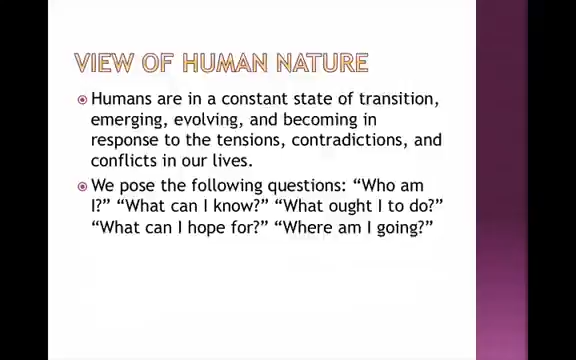 VIEW OF HUMAN NATURE
Humans are in a constant state of transition,
emerging, evolving, and becoming in
response to the tensions, contradictions, and
conflicts in our lives.
We pose the following questions: “Who am
I?” “What can I know?” “What ought I to do?”
“What can I hope for?” “Where am I going?”